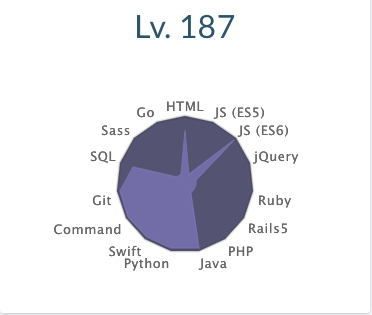 Lv. 187
HTML
Go
JS (ES5)
Sass
JS (ES6)
SQL
jQuery
Git
Ruby
Command
Rails5
Swift
PHP
Python
Java